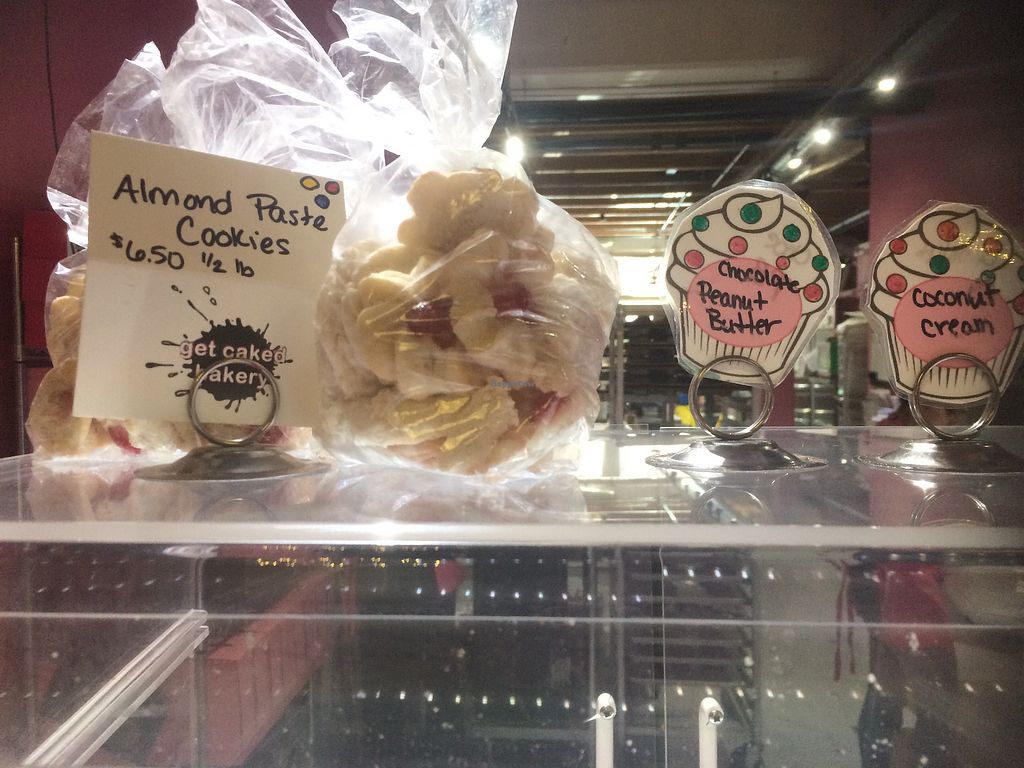 Almond Paste
Cookies
$6.50 1/2 lb
get caked
bakery
Chocolate
Peanut
Butter
Coconut
cream